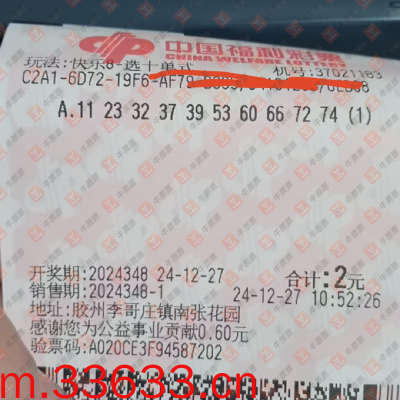 中国福利彩票
CHINA WELFARE LOTTERY
玩法:快乐8-选十单式 机号:37021183
C2A1-6D72-19F6-AF79-
A.11 23 32 37 39 53 60 66 72 74 (1)
开奖期:2024348 24-12-27 合计:2元
销售期:2024348-1 24-12-27 10:52:26
地址:胶州李哥庄镇南张花园
感谢您为公益事业贡献0.60元
验票码:A020CE3F94587202
m.33633.cn